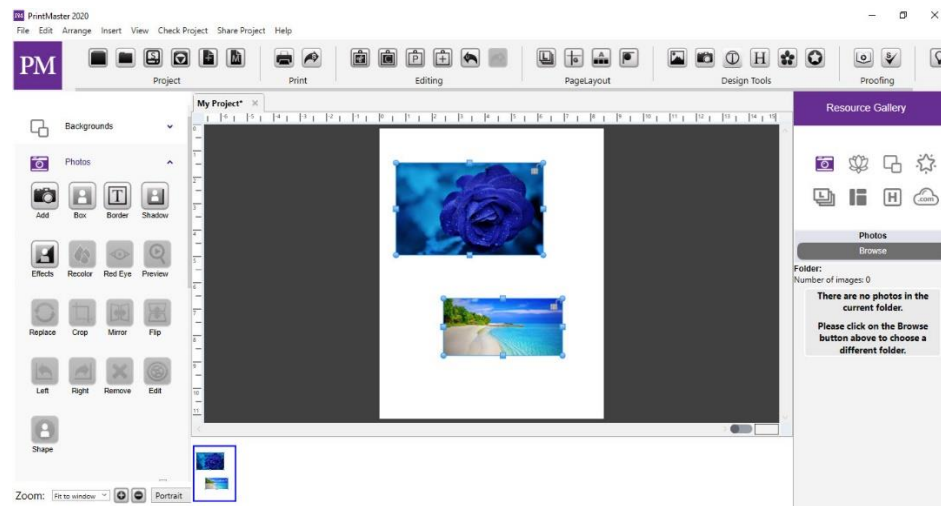 PM PrintMaster 2020
File Edit Arrange Insert View Check Project Share Project Help
PM
Project Print Editing PageLayout Design Tools Proofing
My Project*
Resource Gallery
Backgrounds
Photos
Add Box Border Shadow
Effects Recolor Red Eye Preview
Replace Crop Mirror Flip
Left Right Remove Edit
Shape
Zoom: Fit to window Portrait
.com
Photos
Browse
Folder:
Number of images: 0
There are no photos in the
current folder.
Please click on the Browse
button above to choose a
different folder.